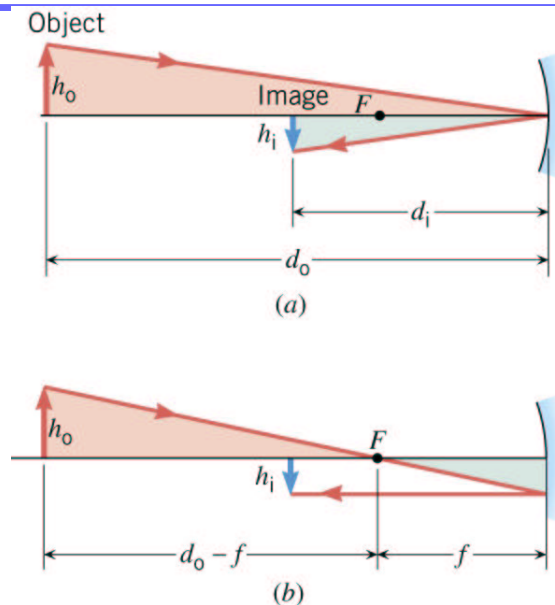 Object
hₒ
Image
F
hᵢ
dᵢ
dₒ
(a)
hₒ
F
hᵢ
dₒ – f
f
(b)